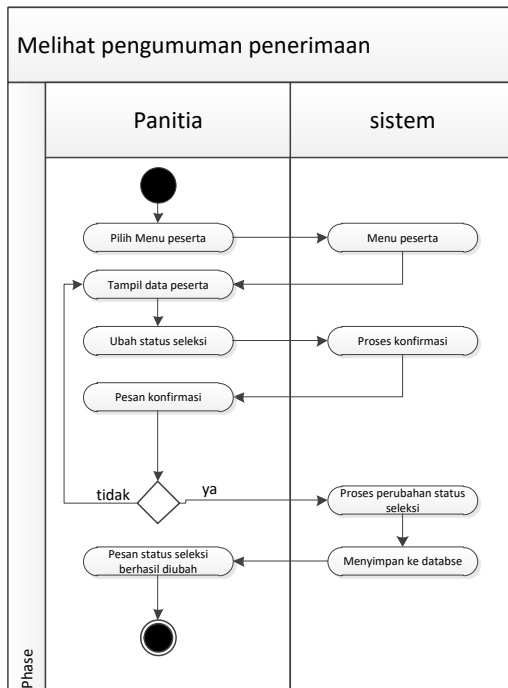 Melihat pengumuman penerimaan
Panitia
sistem
Pilih Menu peserta
Menu peserta
Tampil data peserta
Ubah status seleksi
Proses konfirmasi
Pesan konfirmasi
tidak
ya
Proses perubahan status
seleksi
Pesan status seleksi
berhasil diubah
Menyimpan ke databse
Phase